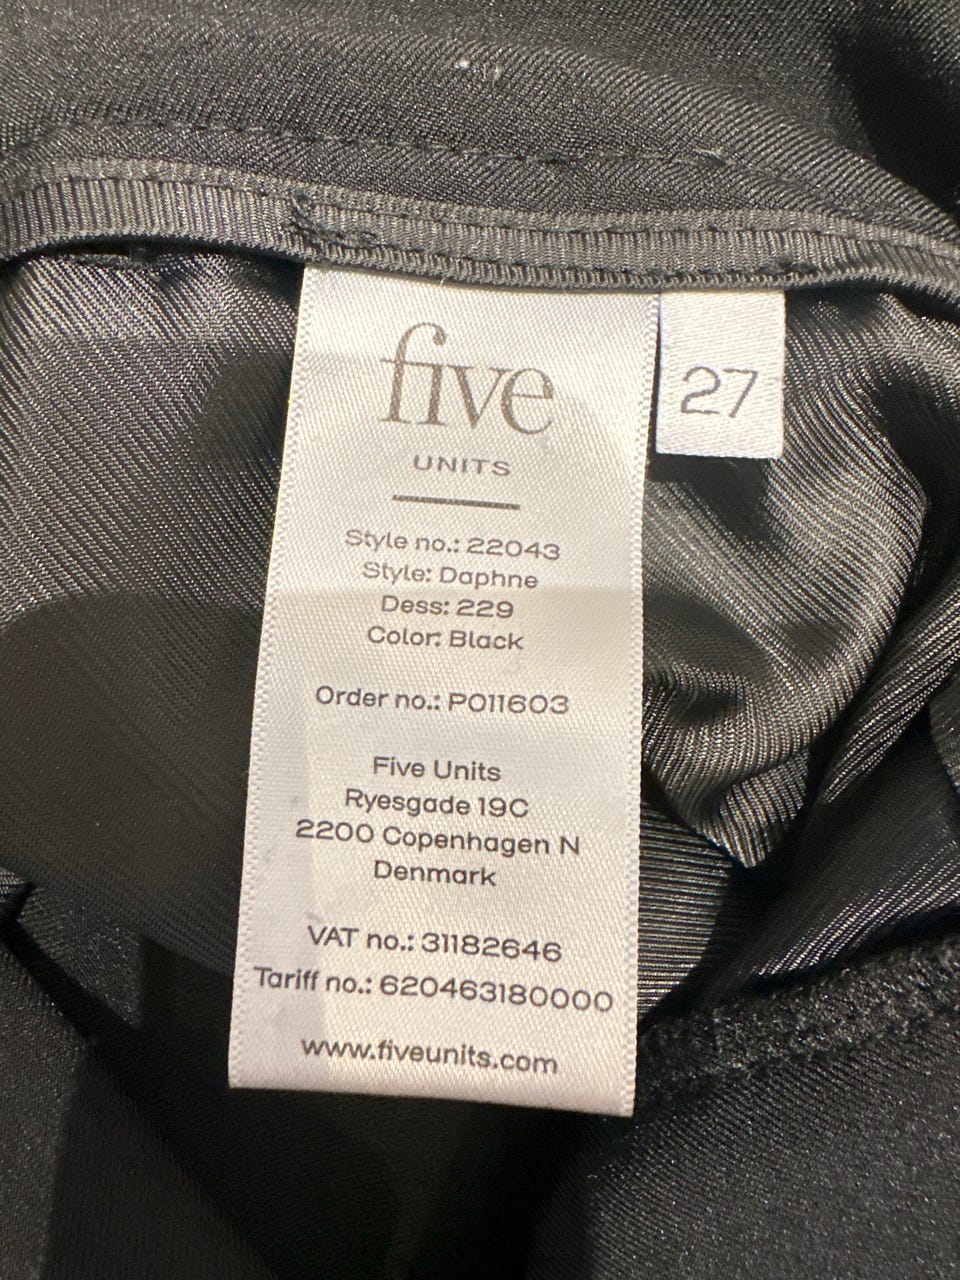 five
UNITS
27
Style no.: 22043
Style: Daphne
Dess: 229
Color: Black
Order no.: PO11603
Five Units
Ryesgade 19C
2200 Copenhagen N
Denmark
VAT no.: 31182646
Tariff no.: 620463180000
www.fiveunits.com